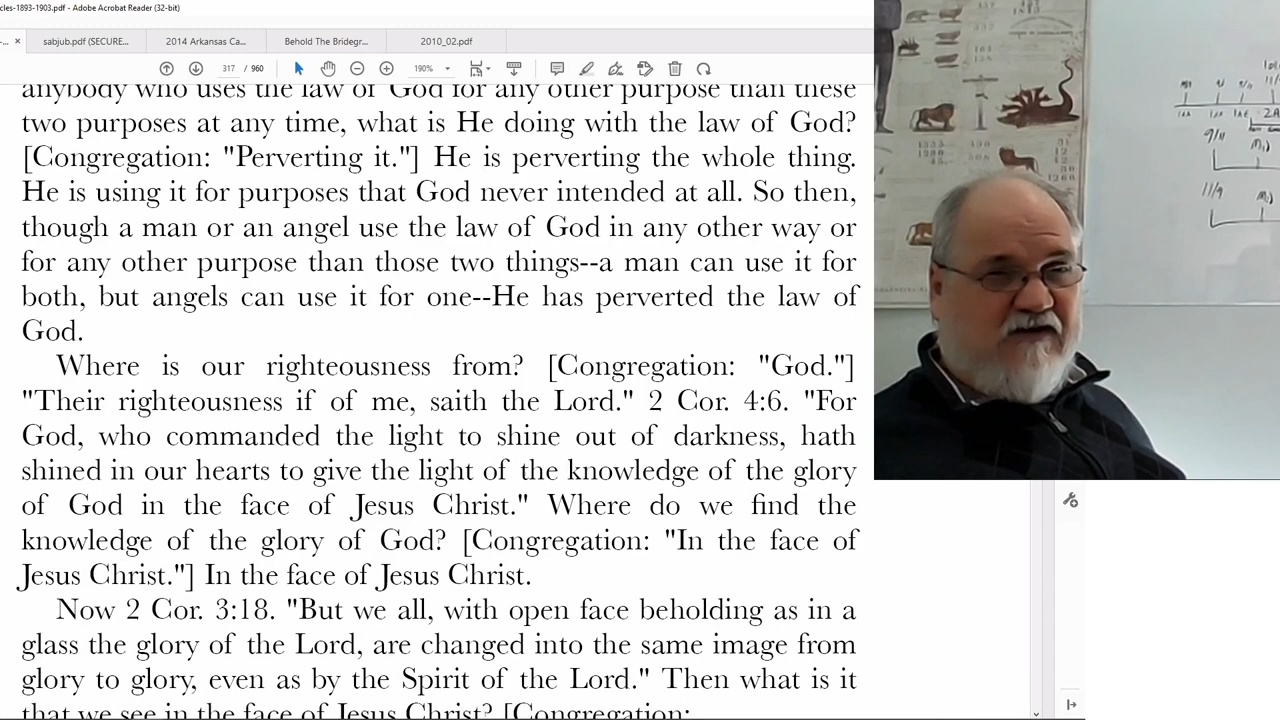 cles-1893-1903.pdf - Adobe Acrobat Reader (32-bit)
sabjub.pdf (SECURE...
2014 Arkansas Ca...
Behold The Bridegr...
2010_02.pdf
317 / 960
190%
anybody who uses the law of God for any other purpose than these
two purposes at any time, what is He doing with the law of God?
[Congregation: "Perverting it."] He is perverting the whole thing.
He is using it for purposes that God never intended at all. So then,
though a man or an angel use the law of God in any other way or
for any other purpose than those two things--a man can use it for
both, but angels can use it for one--He has perverted the law of
God.
Where is our righteousness from? [Congregation: "God."]
"Their righteousness if of me, saith the Lord." 2 Cor. 4:6. "For
God, who commanded the light to shine out of darkness, hath
shined in our hearts to give the light of the knowledge of the glory
of God in the face of Jesus Christ." Where do we find the
knowledge of the glory of God? [Congregation: "In the face of
Jesus Christ."] In the face of Jesus Christ.
Now 2 Cor. 3:18. "But we all, with open face beholding as in a
glass the glory of the Lord, are changed into the same image from
glory to glory, even as by the Spirit of the Lord." Then what is it
that we see in the face of Jesus Christ? [Congregation:
9/11
11/9